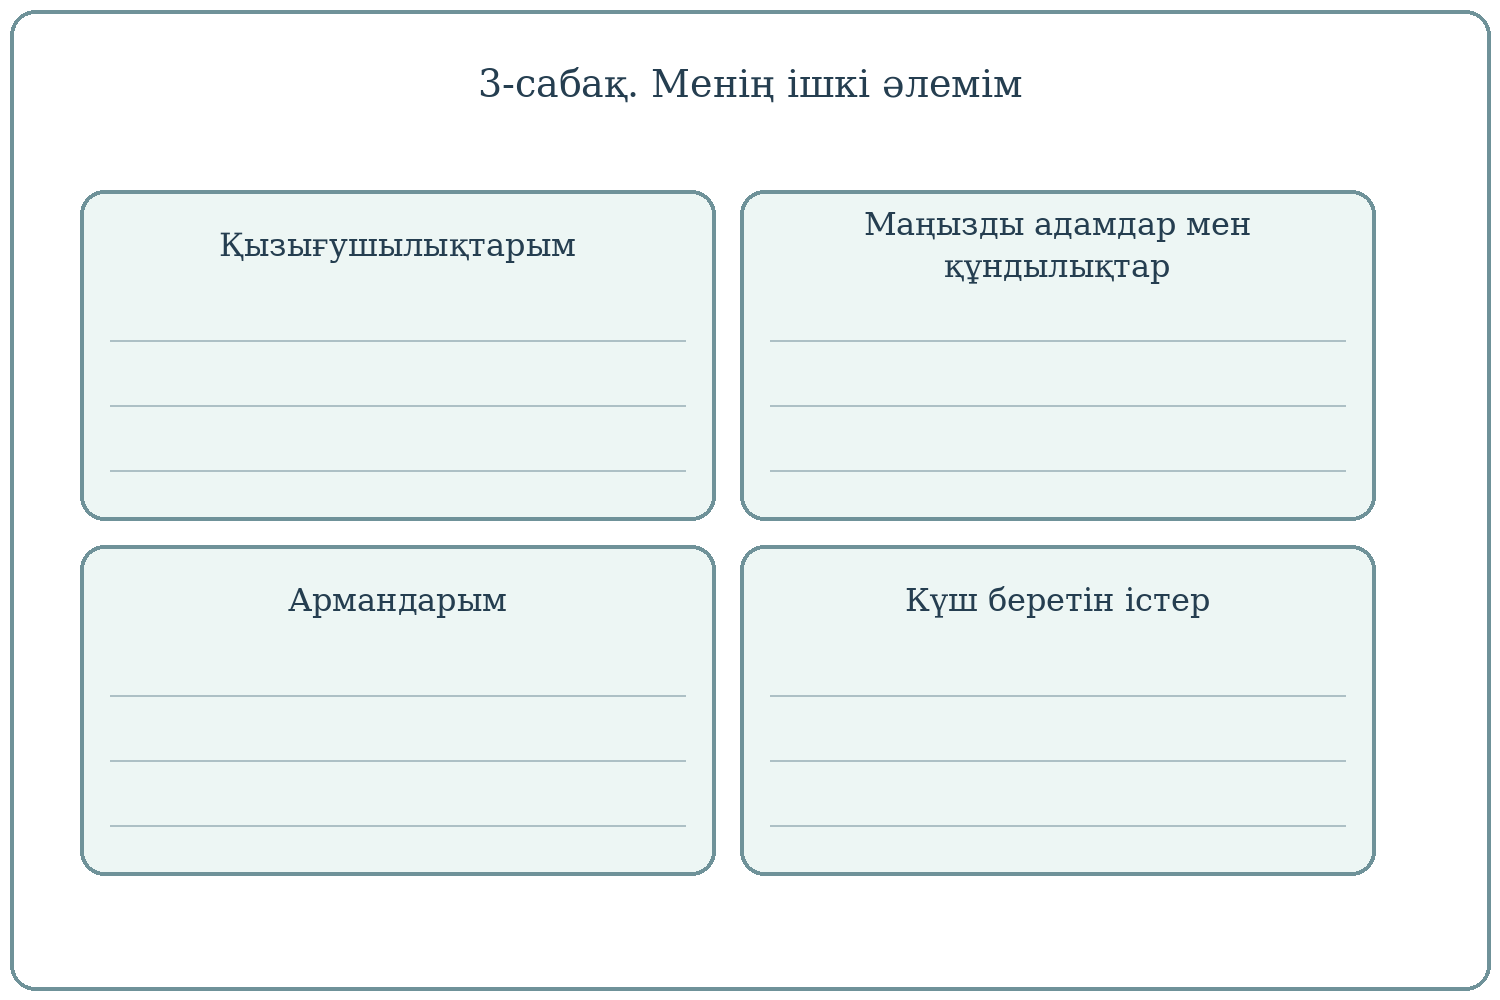 3-сабақ. Менің ішкі әлемім
Қызығушылықтарым
Маңызды адамдар мен
құндылықтар
Армандарым
Күш беретін істер